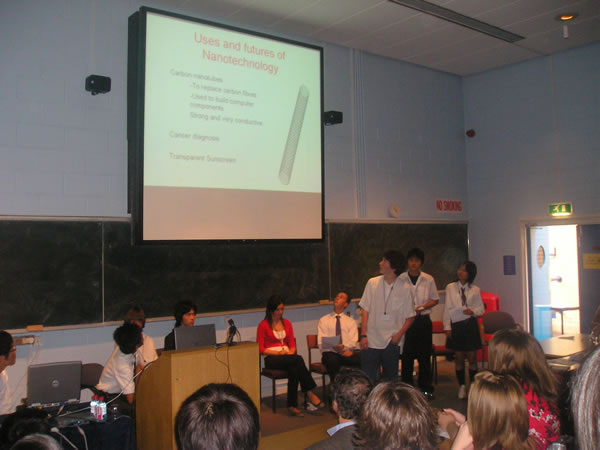 Uses and futures of
Nanotechnology
Carbon nanotubes
-To replace carbon fibres
-Used to build computer
components
-Strong and very conductive
Cancer diagnosis
Transparent Sunscreen
NO SMOKING